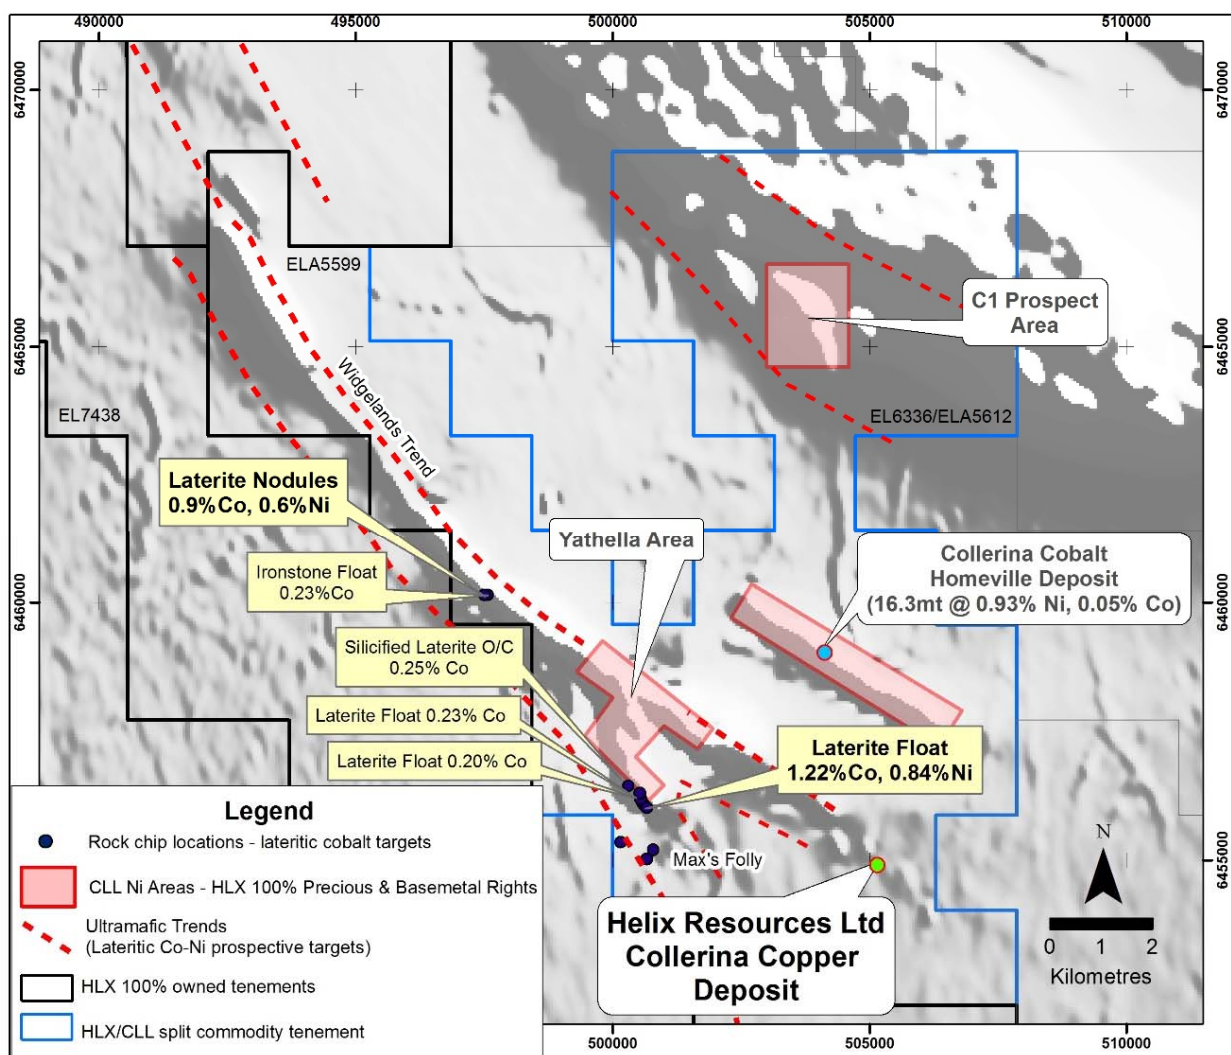 490000
495000
500000
505000
510000
6470000
6470000
ELA5599
C1 Prospect
Area
6465000
6465000
Widgelands Trend
EL7438
EL6336/ELA5612
Laterite Nodules
0.9%Co, 0.6%Ni
Yathella Area
Collerina Cobalt
Homeville Deposit
(16.3mt @ 0.93% Ni, 0.05% Co)
Ironstone Float
0.23%Co
6460000
6460000
Silicified Laterite O/C
0.25% Co
Laterite Float 0.23% Co
Laterite Float 0.20% Co
Laterite Float
1.22%Co, 0.84%Ni
Max's Folly
6455000
6455000
Helix Resources Ltd
Collerina Copper
Deposit
N
0 1 2
Kilometres
Legend
Rock chip locations - lateritic cobalt targets
CLL Ni Areas - HLX 100% Precious & Basemetal Rights
Ultramafic Trends
(Lateritic Co-Ni prospective targets)
HLX 100% owned tenements
HLX/CLL split commodity tenement
500000
505000
510000